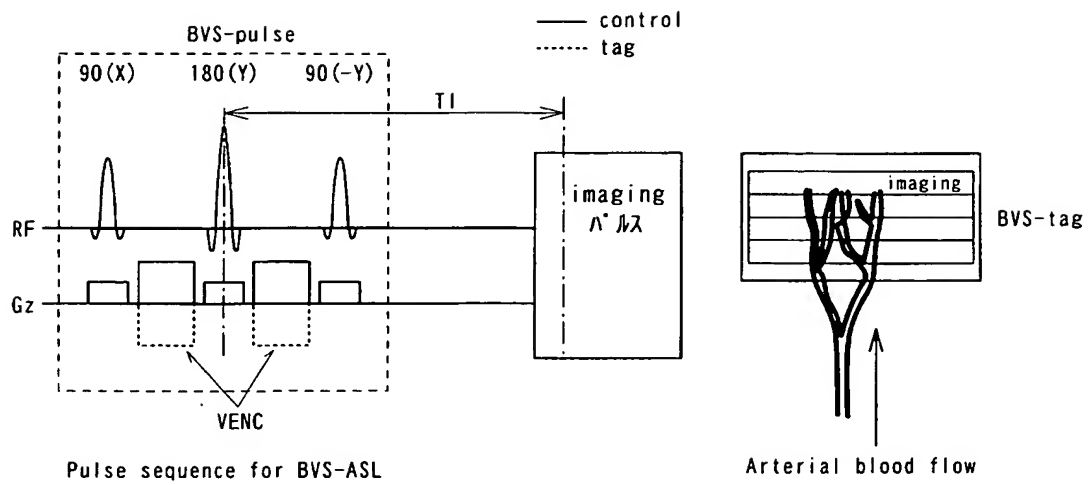 BVS-pulse
90(X) 180(Y) 90(-Y)
control
tag
TI
RF
Gz
imaging
パルス
VENC
imaging
BVS-tag
Pulse sequence for BVS-ASL
Arterial blood flow